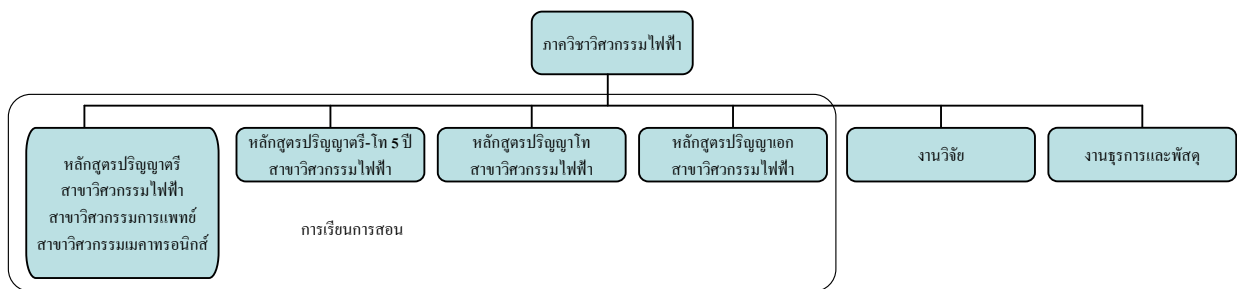 ภาควิชาวิศวกรรมไฟฟ้า
หลักสูตรปริญญาตรี
สาขาวิศวกรรมไฟฟ้า
สาขาวิศวกรรมการแพทย์
สาขาวิศวกรรมเมคาทรอนิกส์
หลักสูตรปริญญาตรี-โท 5 ปี
สาขาวิศวกรรมไฟฟ้า
หลักสูตรปริญญาโท
สาขาวิศวกรรมไฟฟ้า
หลักสูตรปริญญาเอก
สาขาวิศวกรรมไฟฟ้า
งานวิจัย
งานธุรการและพัสดุ
การเรียนการสอน